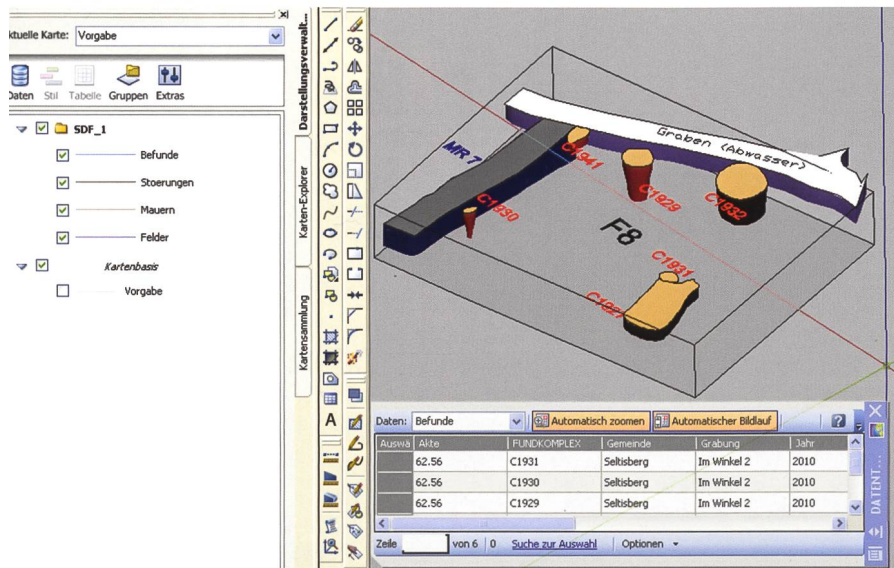 ktuelle Karte: Vorgabe
Daten Stil Tabelle Gruppen Extras
SDF_1
Befunde
Stoerungen
Mauern
Felder
Kartenbasis
Vorgabe
Darstellungsverwalt...
Karten-Explorer
Kartensammlung
A
Graben (Abwasser)
MR 7
C1941
C1929
C1932
C1930
F8
C1931
C1927
Daten: Befunde Automatisch zoomen Automatischer Bildlauf ?
Auswa Akte FUNDKOMPLEX Gemeinde Grabung Jahr
62.56 C1931 Seltisberg Im Winkel 2 2010
62.56 C1930 Seltisberg Im Winkel 2 2010
62.56 C1929 Seltisberg Im Winkel 2 2010
Zeile von 6 0 Suche zur Auswahl Optionen
DATENT...